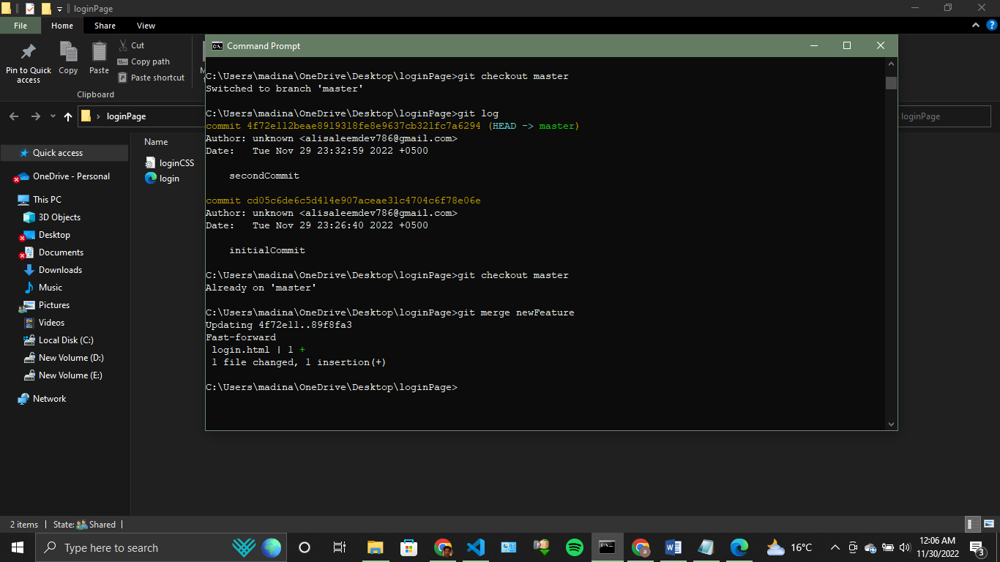 loginPage
File Home Share View
Pin to Quick access
Copy
Paste
Cut
Copy path
Paste shortcut
Clipboard
loginPage
loginPage
Quick access
OneDrive - Personal
This PC
3D Objects
Desktop
Documents
Downloads
Music
Pictures
Videos
Local Disk (C:)
New Volume (D:)
New Volume (E:)
Network
Name
loginCSS
login
Command Prompt
C:\Users\madina\OneDrive\Desktop\loginPage>git checkout master
Switched to branch 'master'
C:\Users\madina\OneDrive\Desktop\loginPage>git log
commit 4f72e112beae8919318fe8e9637cb321fc7a6294 (HEAD -> master)
Author: unknown <alisaleemdev786@gmail.com>
Date:   Tue Nov 29 23:32:59 2022 +0500
secondCommit
commit cd05c6de6c5d414e907aceae31c4704c6f78e06e
Author: unknown <alisaleemdev786@gmail.com>
Date:   Tue Nov 29 23:26:40 2022 +0500
initialCommit
C:\Users\madina\OneDrive\Desktop\loginPage>git checkout master
Already on 'master'
C:\Users\madina\OneDrive\Desktop\loginPage>git merge newFeature
Updating 4f72e11..89f8fa3
Fast-forward
login.html | 1 +
1 file changed, 1 insertion(+)
C:\Users\madina\OneDrive\Desktop\loginPage>
2 items State: Shared
Type here to search
16°C
12:06 AM
11/30/2022
3